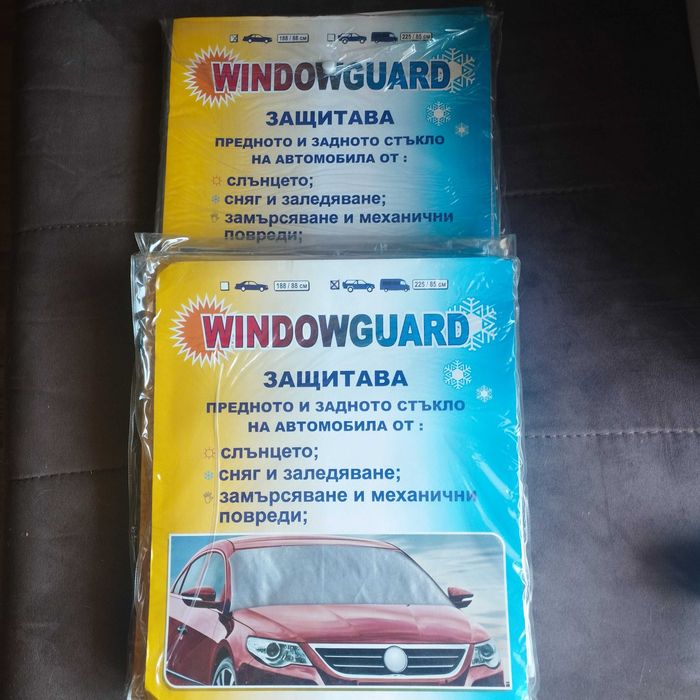 188 / 88 см 225 / 85 см
WINDOWGUARD
ЗАЩИТАВА
ПРЕДНОТО И ЗАДНОТО СТЪКЛО
НА АВТОМОБИЛА ОТ :
слънцето;
сняг и заледяване;
замърсяване и механични
повреди;
188 / 88 см 225 / 85 см
WINDOWGUARD
ЗАЩИТАВА
ПРЕДНОТО И ЗАДНОТО СТЪКЛО
НА АВТОМОБИЛА ОТ :
слънцето;
сняг и заледяване;
замърсяване и механични
повреди;